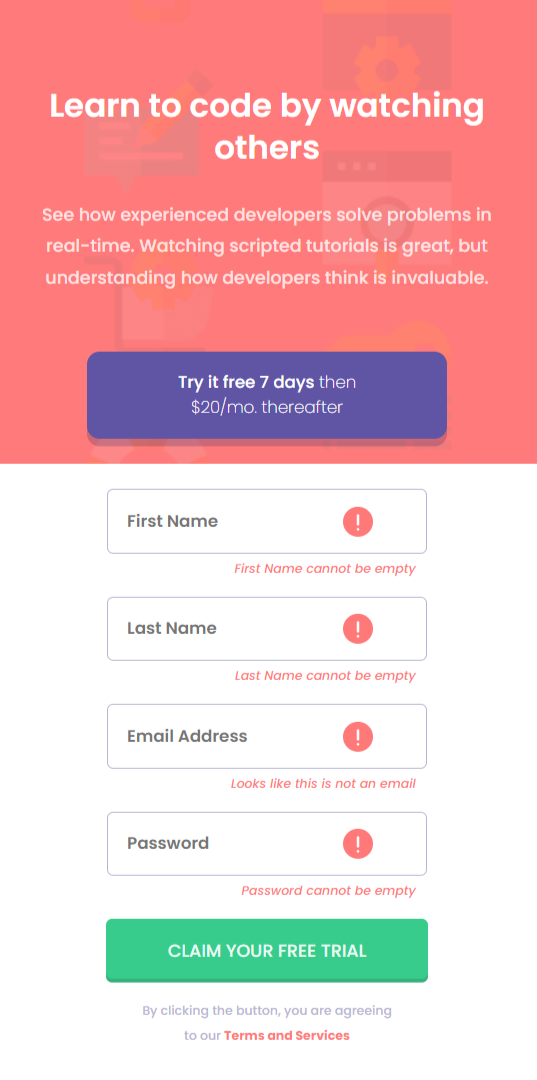 Learn to code by watching
others
See how experienced developers solve problems in
real-time. Watching scripted tutorials is great, but
understanding how developers think is invaluable.
Try it free 7 days then
$20/mo. thereafter
First Name
First Name cannot be empty
Last Name
Last Name cannot be empty
Email Address
Looks like this is not an email
Password
Password cannot be empty
CLAIM YOUR FREE TRIAL
By clicking the button, you are agreeing
to our Terms and Services